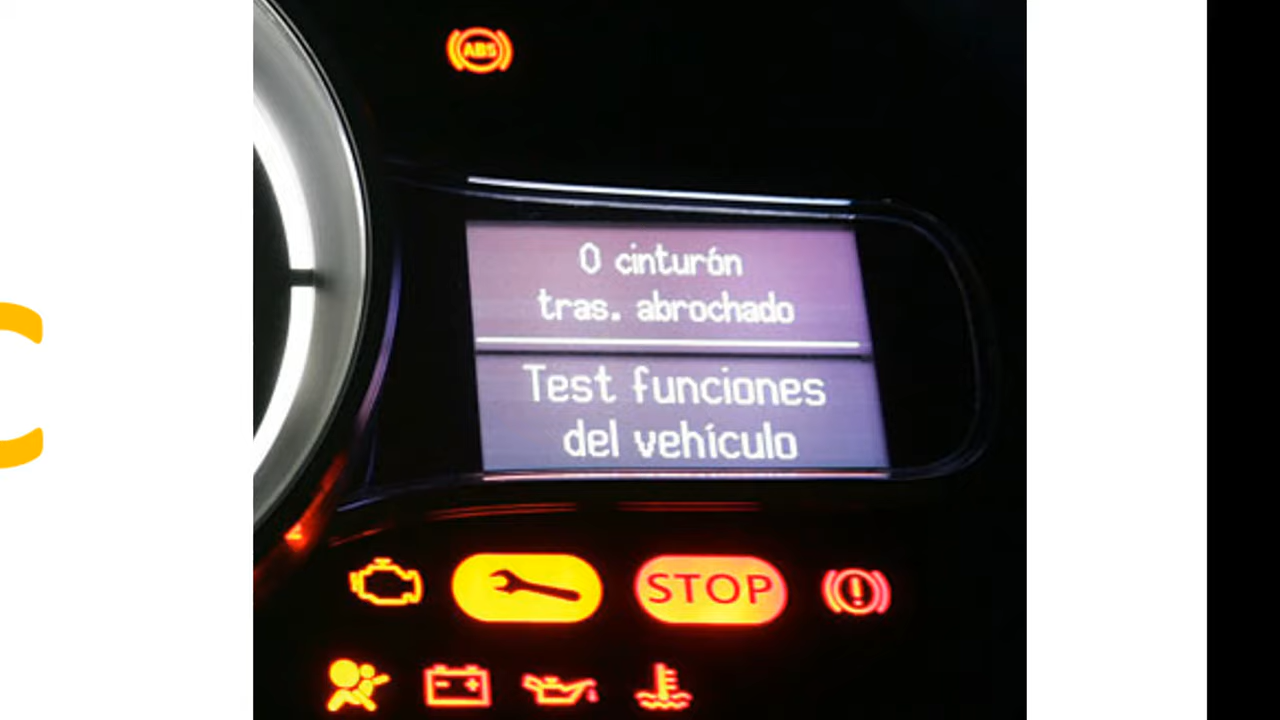 ABS
0 cinturón
tras. abrochado
Test funciones
del vehículo
STOP